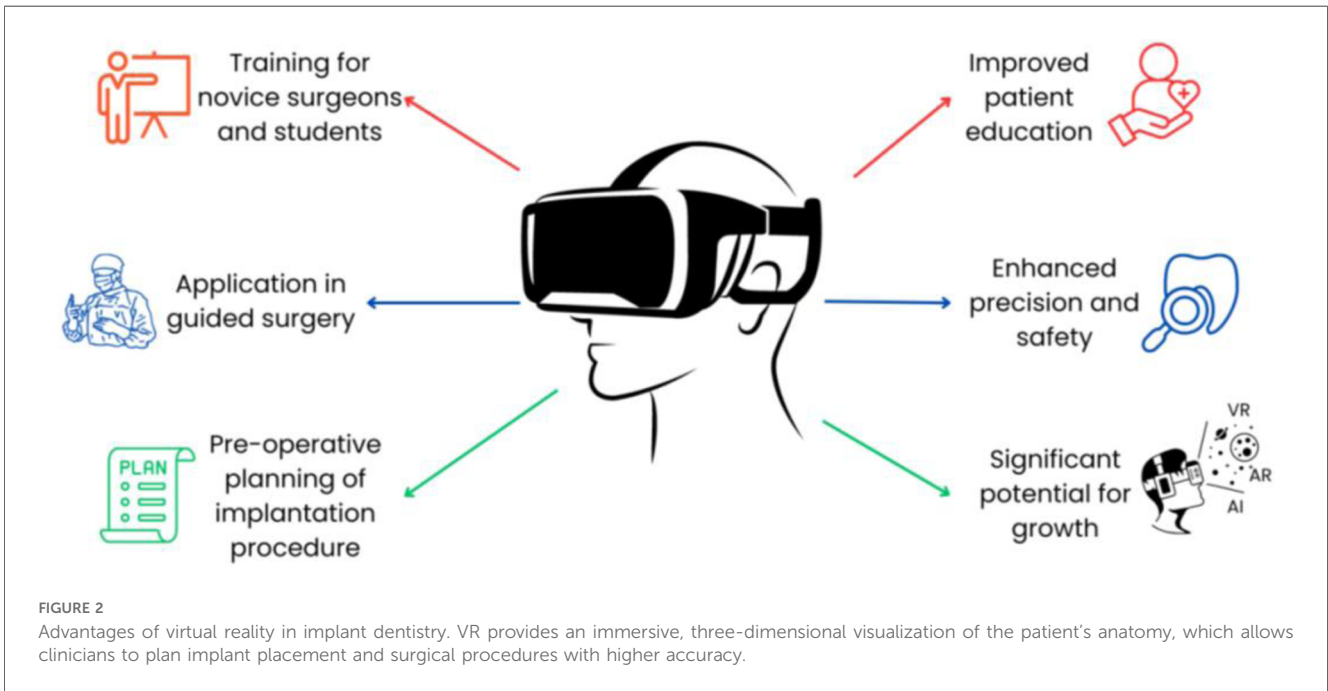 Training for
novice surgeons
and students
Improved
patient
education
Application in
guided surgery
Enhanced
precision and
safety
PLAN
Pre-operative
planning of
implantation
procedure
Significant
potential for
growth
VR
AR
AI
FIGURE 2
Advantages of virtual reality in implant dentistry. VR provides an immersive, three-dimensional visualization of the patient's anatomy, which allows
clinicians to plan implant placement and surgical procedures with higher accuracy.